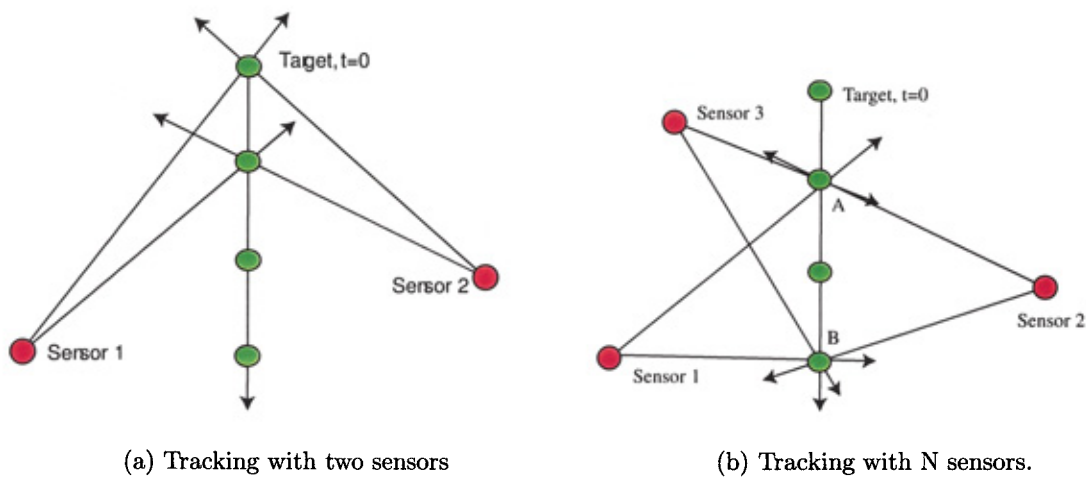 Target, t=0
Sensor 1
Sensor 2
(a) Tracking with two sensors
Sensor 3
Target, t=0
A
B
Sensor 1
Sensor 2
(b) Tracking with N sensors.